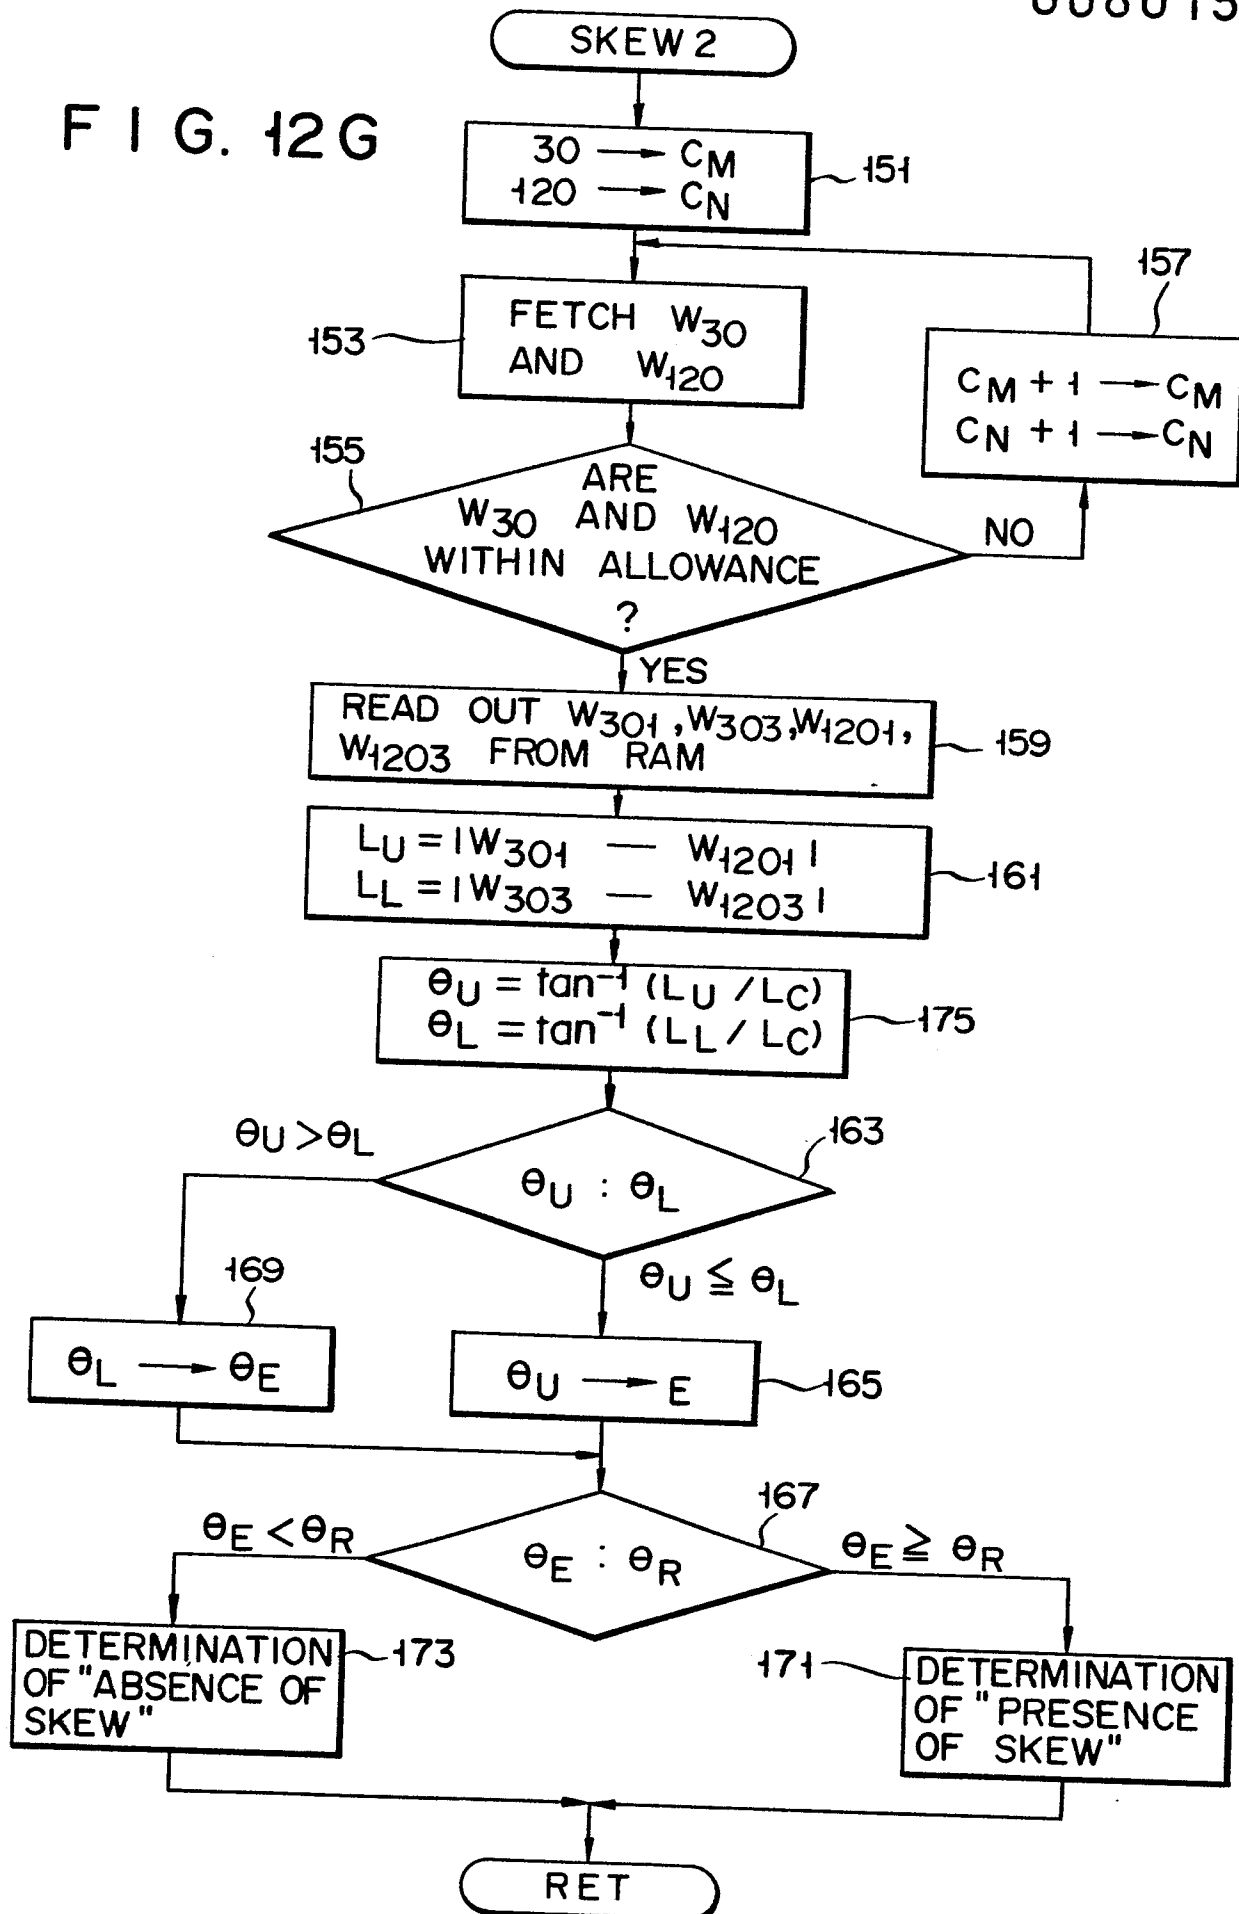 SKEW 2
FIG. 12G
30 → CM
120 → CN
151
157
FETCH W30
AND W120
153
CM + 1 → CM
CN + 1 → CN
155
ARE
W30 AND W120
WITHIN ALLOWANCE
?
NO
YES
READ OUT W301, W303, W1201,
W1203 FROM RAM
159
LU = |W301 — W1201|
LL = |W303 — W1203|
161
θU = tan⁻¹ (LU / LC)
θL = tan⁻¹ (LL / LC)
175
163
θU > θL
θU : θL
169
θU ≦ θL
θL → θE
θU → E
165
167
θE < θR
θE : θR
θE ≧ θR
DETERMINATION
OF "ABSENCE OF
SKEW"
173
171
DETERMINATION
OF "PRESENCE
OF SKEW"
RET